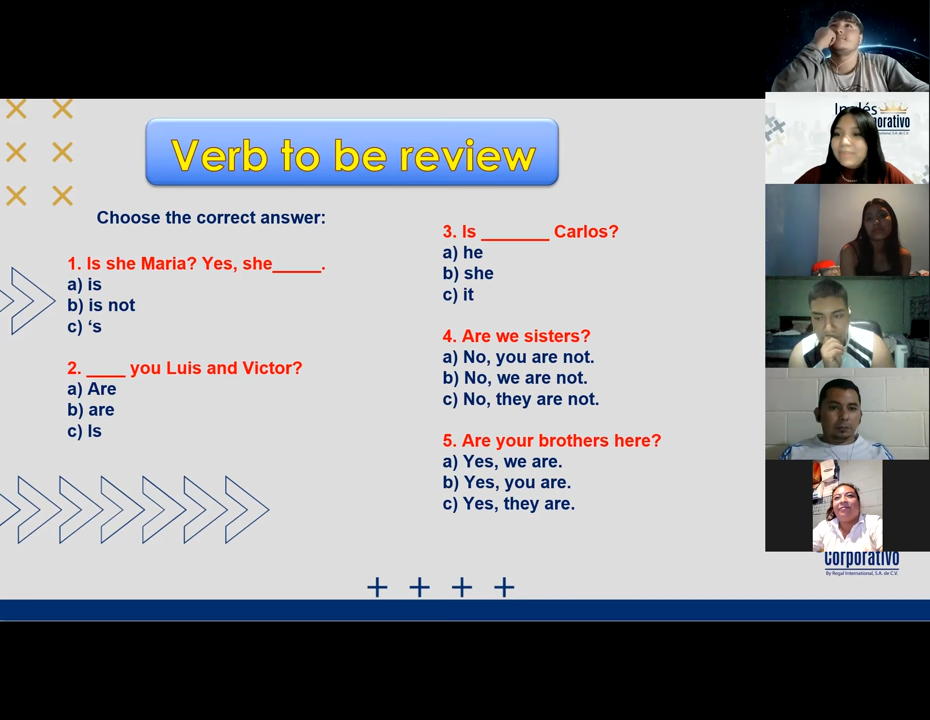 Verb to be review
Choose the correct answer:
1. Is she Maria? Yes, she_____.
a) is
b) is not
c) ‘s
2. ____ you Luis and Victor?
a) Are
b) are
c) Is
3. Is _______ Carlos?
a) he
b) she
c) it
4. Are we sisters?
a) No, you are not.
b) No, we are not.
c) No, they are not.
5. Are your brothers here?
a) Yes, we are.
b) Yes, you are.
c) Yes, they are.
Corporativo
By Regal International, S.A. de C.V.